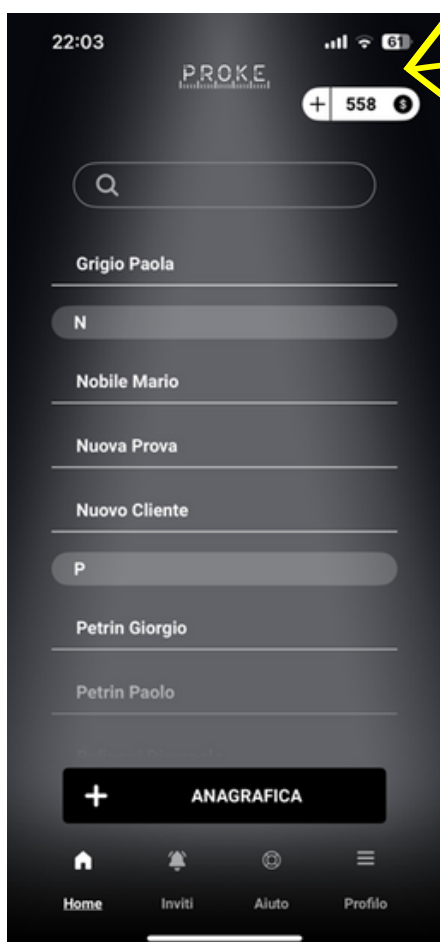 22:03
61
PROKE
+ 558 $
Grigio Paola
N
Nobile Mario
Nuova Prova
Nuovo Cliente
P
Petrin Giorgio
Petrin Paolo
+ ANAGRAFICA
Home Inviti Aiuto Profilo